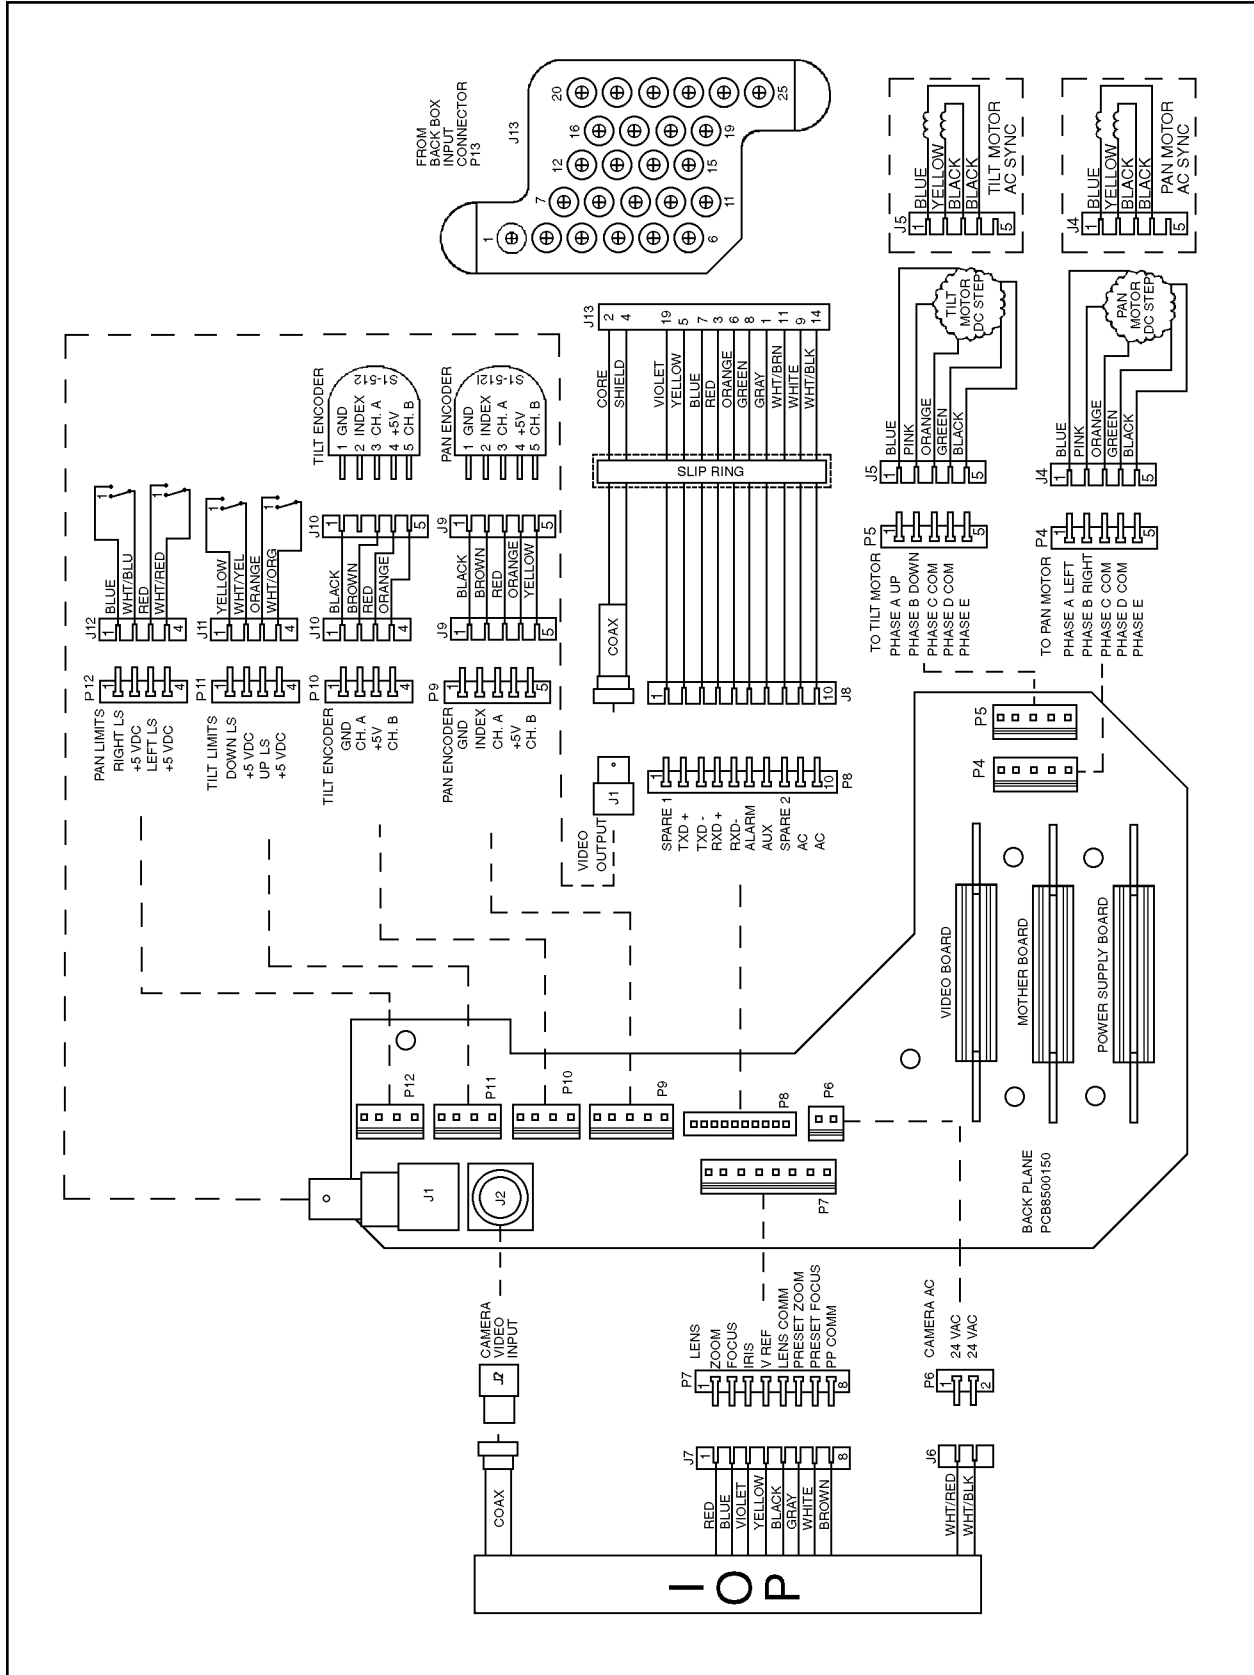 FROM
BACK BOX
INPUT
CONNECTOR
P13
J13
1
6
7
11
12
15
16
19
20
25
J12
1
4
BLUE
WHT/BLU
RED
WHT/RED
1
1
P12
1
4
PAN LIMITS
RIGHT LS
+5 VDC
LEFT LS
+5 VDC
J11
1
4
YELLOW
WHT/YEL
ORANGE
WHT/ORG
1
1
P11
1
4
TILT LIMITS
DOWN LS
+5 VDC
UP LS
+5 VDC
TILT ENCODER
1 GND
2 INDEX
3 CH. A
4 +5V
5 CH. B
S1-512
J10
1
5
BLACK
BROWN
RED
ORANGE
J10
1
4
P10
1
4
TILT ENCODER
GND
CH. A
+5V
CH. B
PAN ENCODER
1 GND
2 INDEX
3 CH. A
4 +5V
5 CH. B
S1-512I
J9
1
5
BLACK
BROWN
RED
ORANGE
YELLOW
J9
1
5
P9
1
5
PAN ENCODER
GND
INDEX
CH. A
+5V
CH. B
J13
2
4
19
5
7
3
6
8
1
11
9
14
CORE
SHIELD
VIOLET
YELLOW
BLUE
RED
ORANGE
GREEN
GRAY
WHT/BRN
WHITE
WHT/BLK
SLIP RING
COAX
J8
1
10
VIDEO
OUTPUT
J1
P8
1
10
SPARE 1
TXD +
TXD -
RXD +
RXD-
ALARM
AUX
SPARE 2
AC
AC
J5
1
5
BLUE
YELLOW
BLACK
BLACK
TILT MOTOR
AC SYNC
J4
1
5
BLUE
YELLOW
BLACK
BLACK
PAN MOTOR
AC SYNC
TILT
MOTOR
DC STEP
J5
1
5
BLUE
PINK
ORANGE
GREEN
BLACK
PAN
MOTOR
DC STEP
J4
1
5
BLUE
PINK
ORANGE
GREEN
BLACK
P5
1
5
TO TILT MOTOR
PHASE A UP
PHASE B DOWN
PHASE C COM
PHASE D COM
PHASE E
P4
1
5
TO PAN MOTOR
PHASE A LEFT
PHASE B RIGHT
PHASE C COM
PHASE D COM
PHASE E
P5
P4
VIDEO BOARD
MOTHER BOARD
POWER SUPPLY BOARD
P12
P11
P10
P9
P8
P6
P7
J1
J2
BACK PLANE
PCB8500150
CAMERA
VIDEO
INPUT
J2
COAX
P7
1
8
LENS
ZOOM
FOCUS
IRIS
V REF
LENS COMM
PRESET ZOOM
PRESET FOCUS
PP COMM
J7
1
8
RED
BLUE
VIOLET
YELLOW
BLACK
GRAY
WHITE
BROWN
P6
1
2
CAMERA AC
24 VAC
24 VAC
J6
WHT/RED
WHT/BLK
IOP